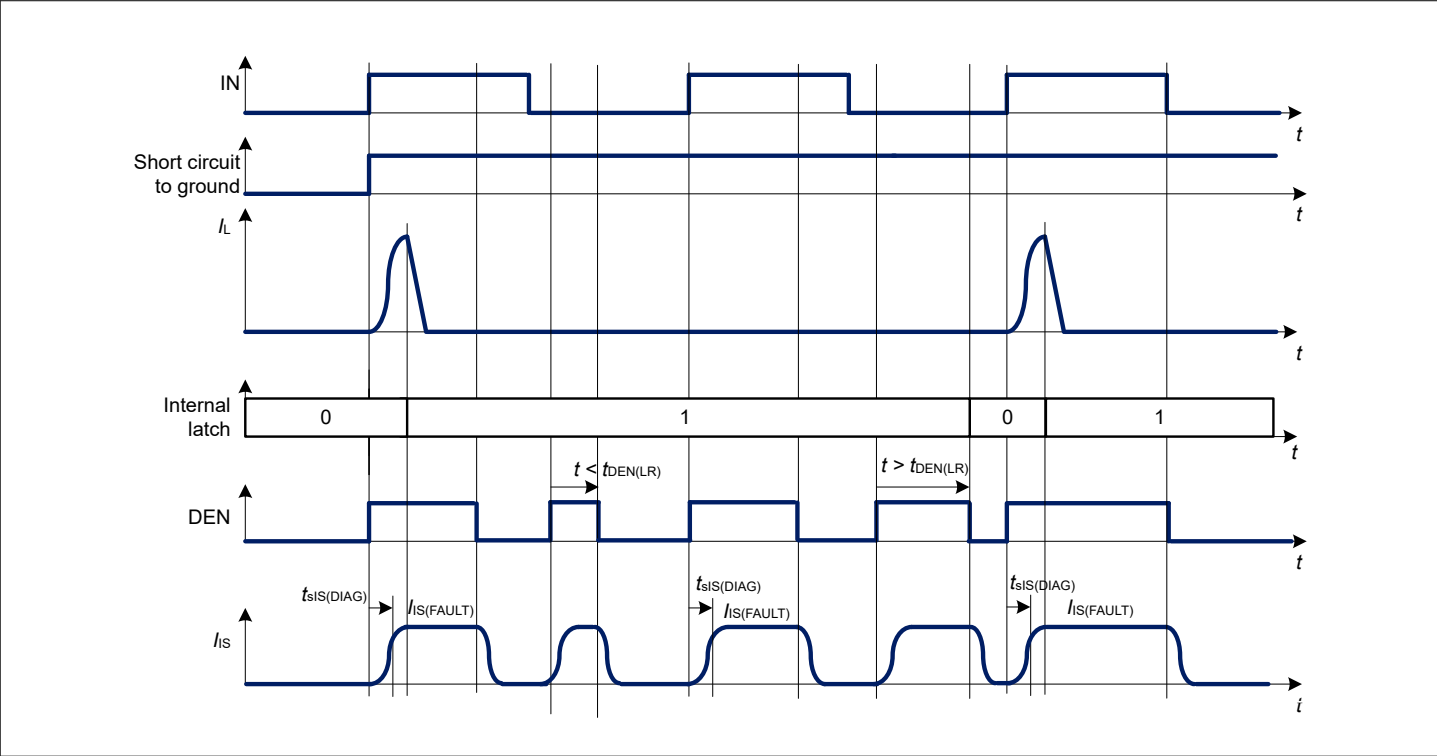 IN
t
Short circuit
to ground
t
IL
t
Internal
latch
0
1
0
1
t
t < tDEN(LR)
t > tDEN(LR)
DEN
t
tsIS(DIAG)
IIS(FAULT)
tsIS(DIAG)
IIS(FAULT)
tsIS(DIAG)
IIS(FAULT)
IIS
t